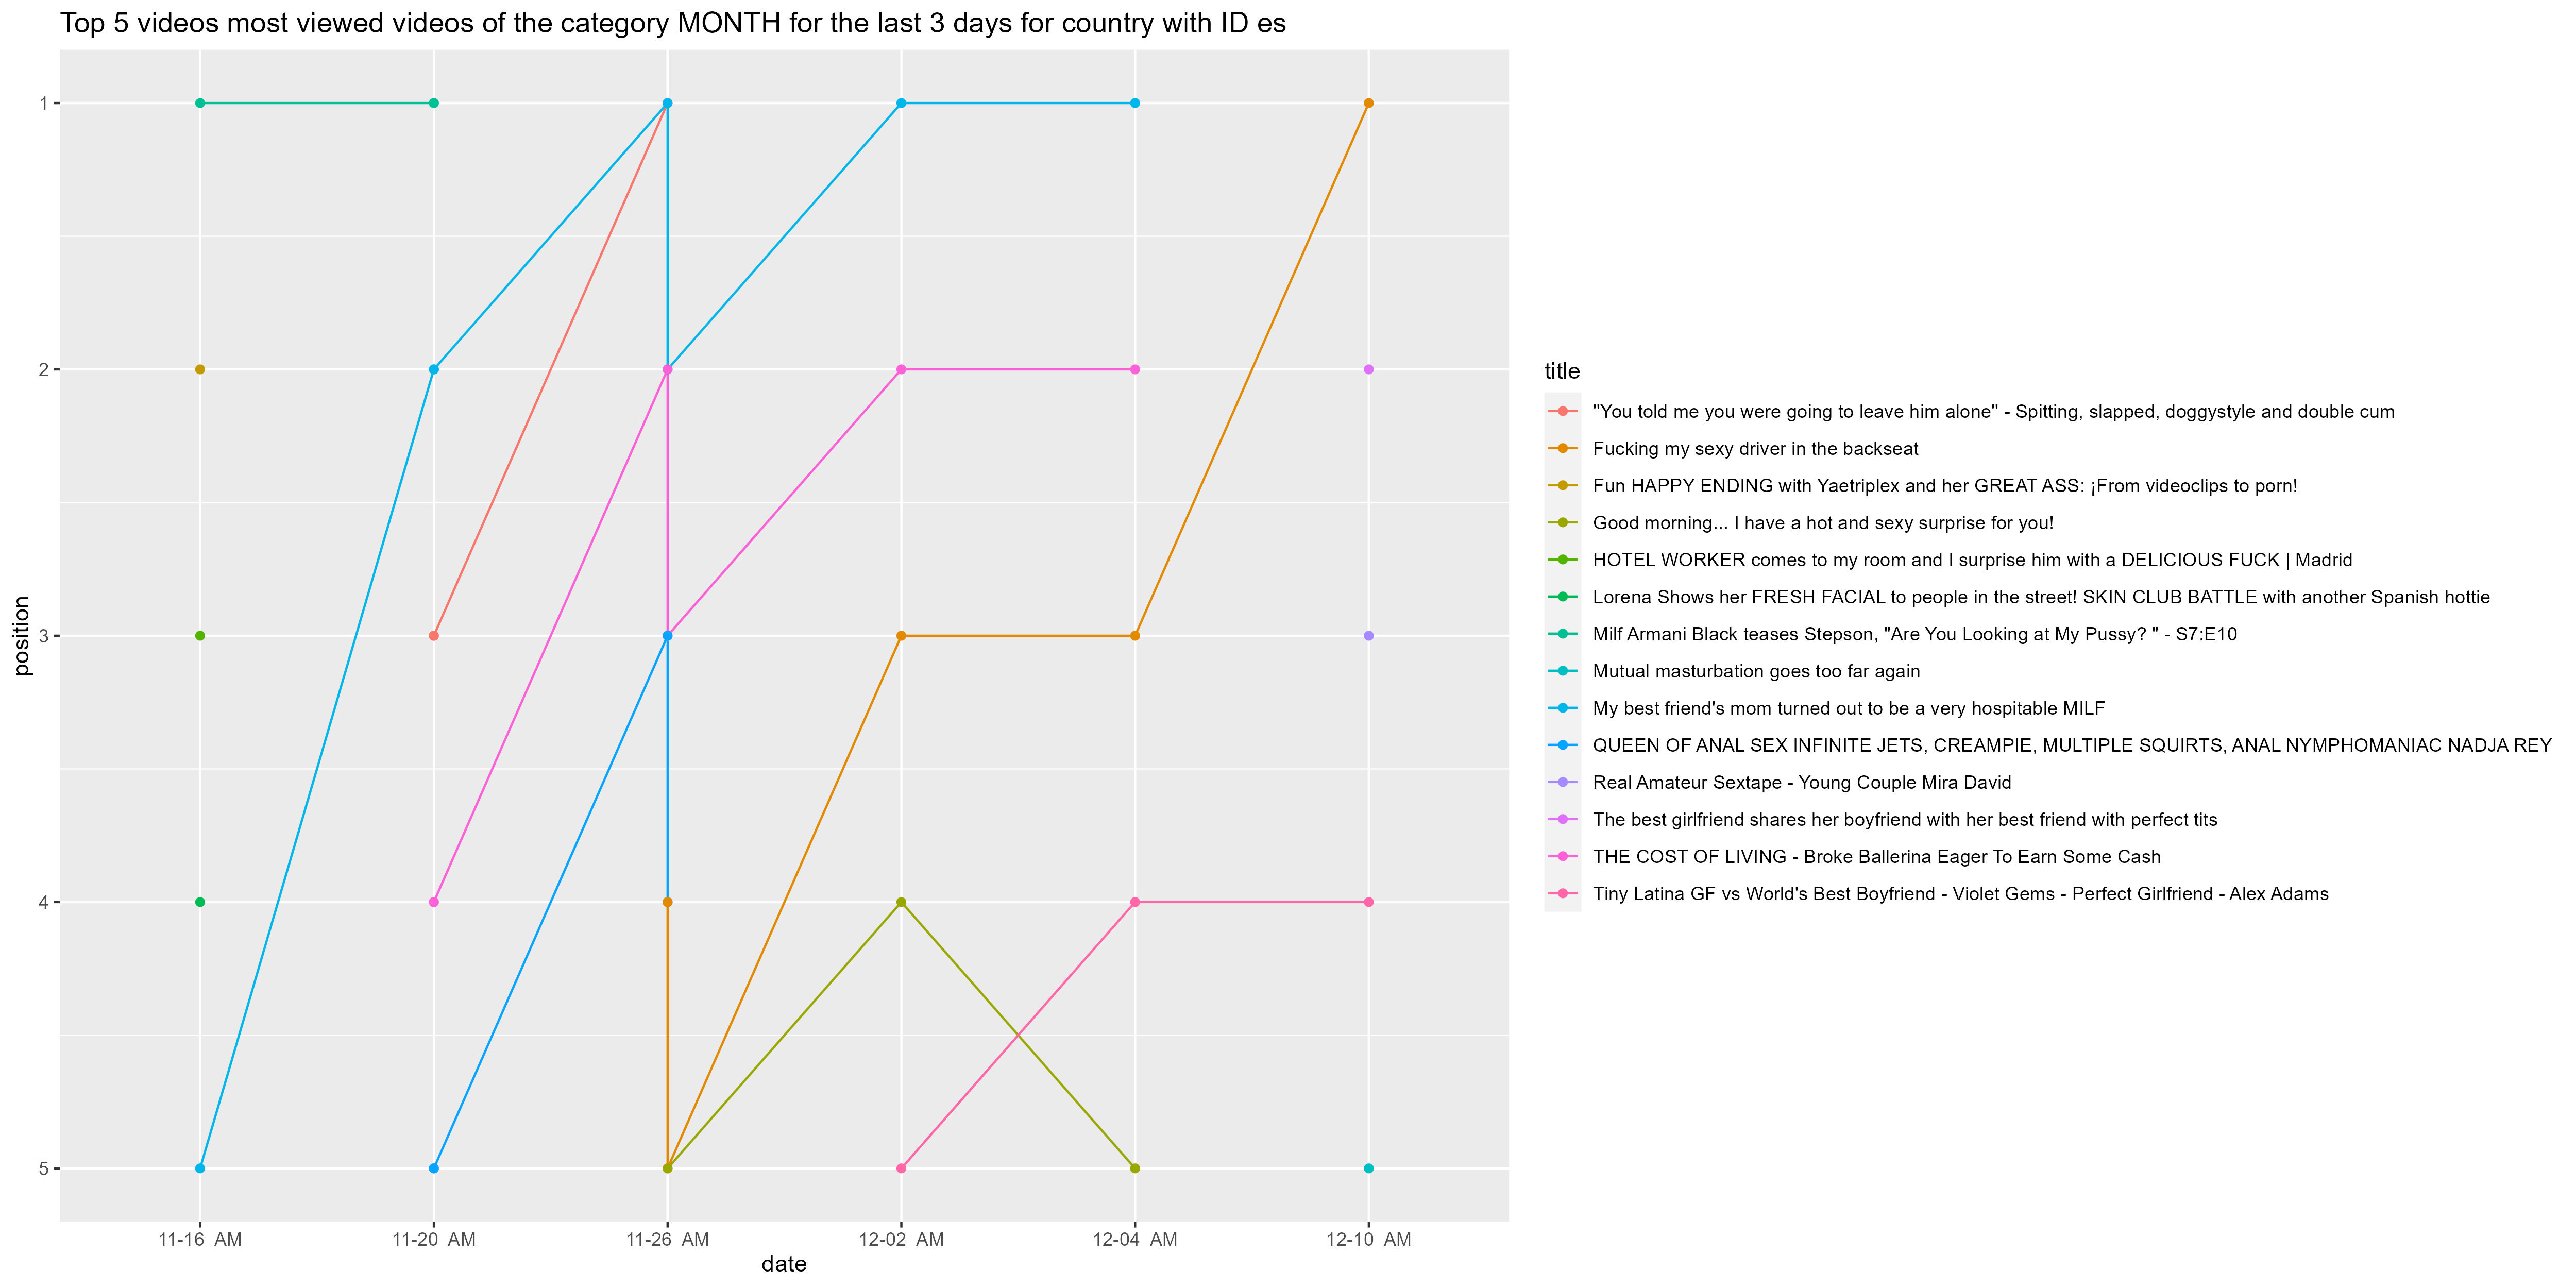 Top 5 videos most viewed videos of the category MONTH for the last 3 days for country with ID es
1
2
3
4
5
position
11-16 AM
11-20 AM
11-26 AM
12-02 AM
12-04 AM
12-10 AM
date
title
"You told me you were going to leave him alone" - Spitting, slapped, doggystyle and double cum
Fucking my sexy driver in the backseat
Fun HAPPY ENDING with Yaetriplex and her GREAT ASS: ¡From videoclips to porn!
Good morning... I have a hot and sexy surprise for you!
HOTEL WORKER comes to my room and I surprise him with a DELICIOUS FUCK | Madrid
Lorena Shows her FRESH FACIAL to people in the street! SKIN CLUB BATTLE with another Spanish hottie
Milf Armani Black teases Stepson, "Are You Looking at My Pussy? " - S7:E10
Mutual masturbation goes too far again
My best friend's mom turned out to be a very hospitable MILF
QUEEN OF ANAL SEX INFINITE JETS, CREAMPIE, MULTIPLE SQUIRTS, ANAL NYMPHOMANIAC NADJA REY
Real Amateur Sextape - Young Couple Mira David
The best girlfriend shares her boyfriend with her best friend with perfect tits
THE COST OF LIVING - Broke Ballerina Eager To Earn Some Cash
Tiny Latina GF vs World's Best Boyfriend - Violet Gems - Perfect Girlfriend - Alex Adams